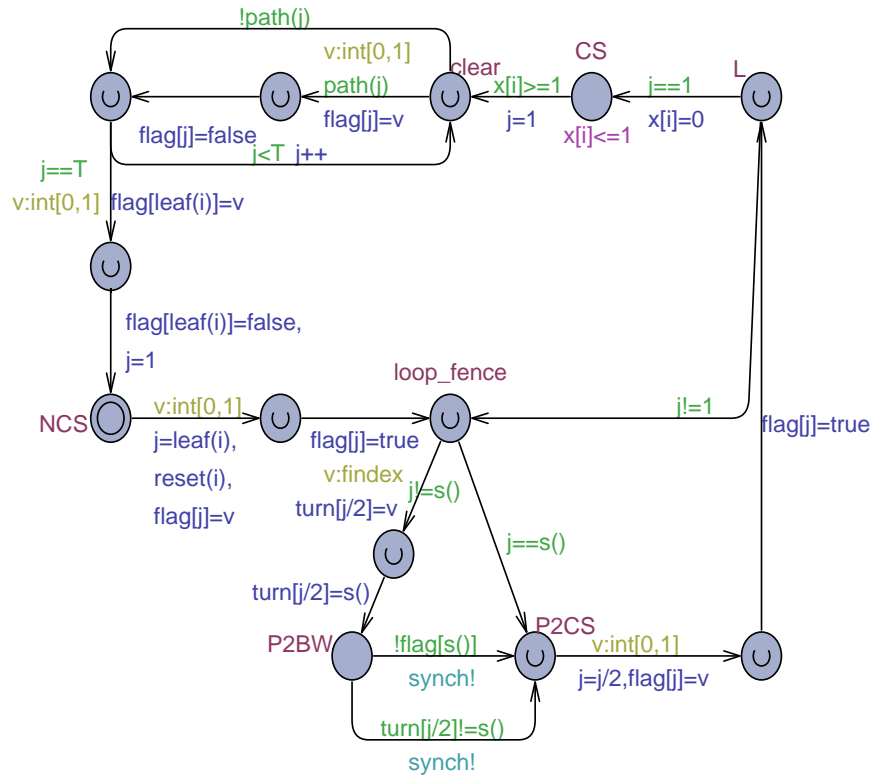 !path(j)
v:int[0,1]
clear
CS
L
path(j)
x[i]>=1
j==1
flag[j]=v
j=1
x[i]=0
flag[j]=false
x[i]<=1
j<T j++
j==T
v:int[0,1]
flag[leaf(i)]=v
flag[leaf(i)]=false,
j=1
loop_fence
NCS
v:int[0,1]
j!=1
flag[j]=true
j=leaf(i),
flag[j]=true
reset(i),
v:findex
j!=s()
flag[j]=v
turn[j/2]=v
j==s()
turn[j/2]=s()
P2BW
!flag[s()]
P2CS
v:int[0,1]
synch!
j=j/2,flag[j]=v
turn[j/2]!=s()
synch!